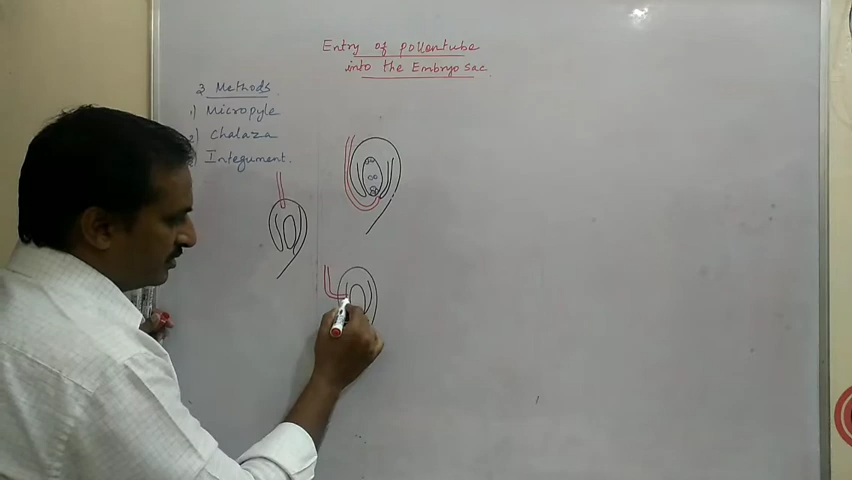 Entry of pollentube
into the Embryo sac.
3 Methods.
1) Micropyle
2) Chalaza
3) Integument.